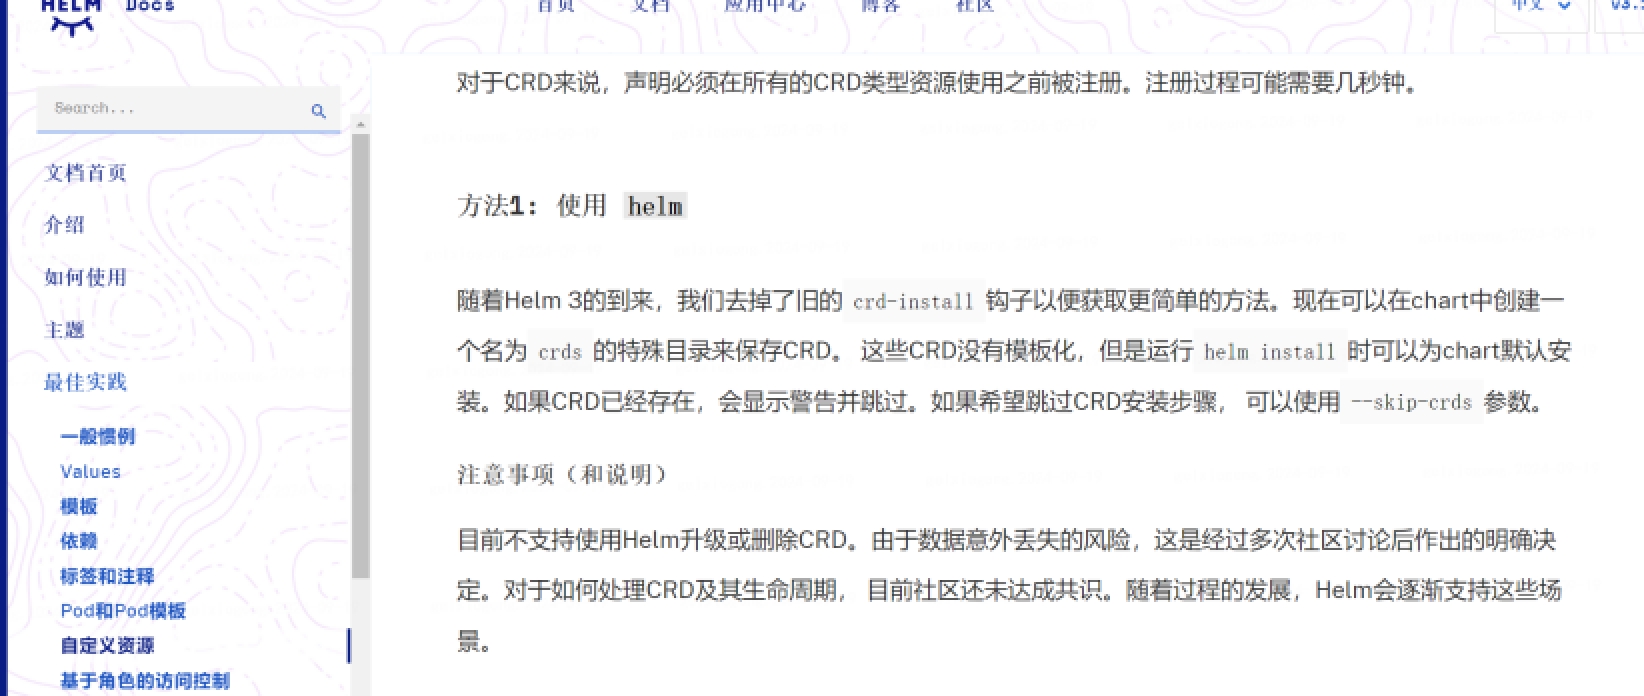 HELM Docs
首页 文档 应用中心 博客 社区
中文
Search...
文档首页
介绍
如何使用
主题
最佳实践
一般惯例
Values
模板
依赖
标签和注释
Pod和Pod模板
自定义资源
基于角色的访问控制
对于CRD来说，声明必须在所有的CRD类型资源使用之前被注册。注册过程可能需要几秒钟。
方法1: 使用 helm
随着Helm 3的到来，我们去掉了旧的 crd-install 钩子以便获取更简单的方法。现在可以在chart中创建一
个名为 crds 的特殊目录来保存CRD。 这些CRD没有模板化，但是运行 helm install 时可以为chart默认安
装。如果CRD已经存在，会显示警告并跳过。如果希望跳过CRD安装步骤， 可以使用 --skip-crds 参数。
注意事项（和说明）
目前不支持使用Helm升级或删除CRD。由于数据意外丢失的风险，这是经过多次社区讨论后作出的明确决
定。对于如何处理CRD及其生命周期， 目前社区还未达成共识。随着过程的发展，Helm会逐渐支持这些场
景。